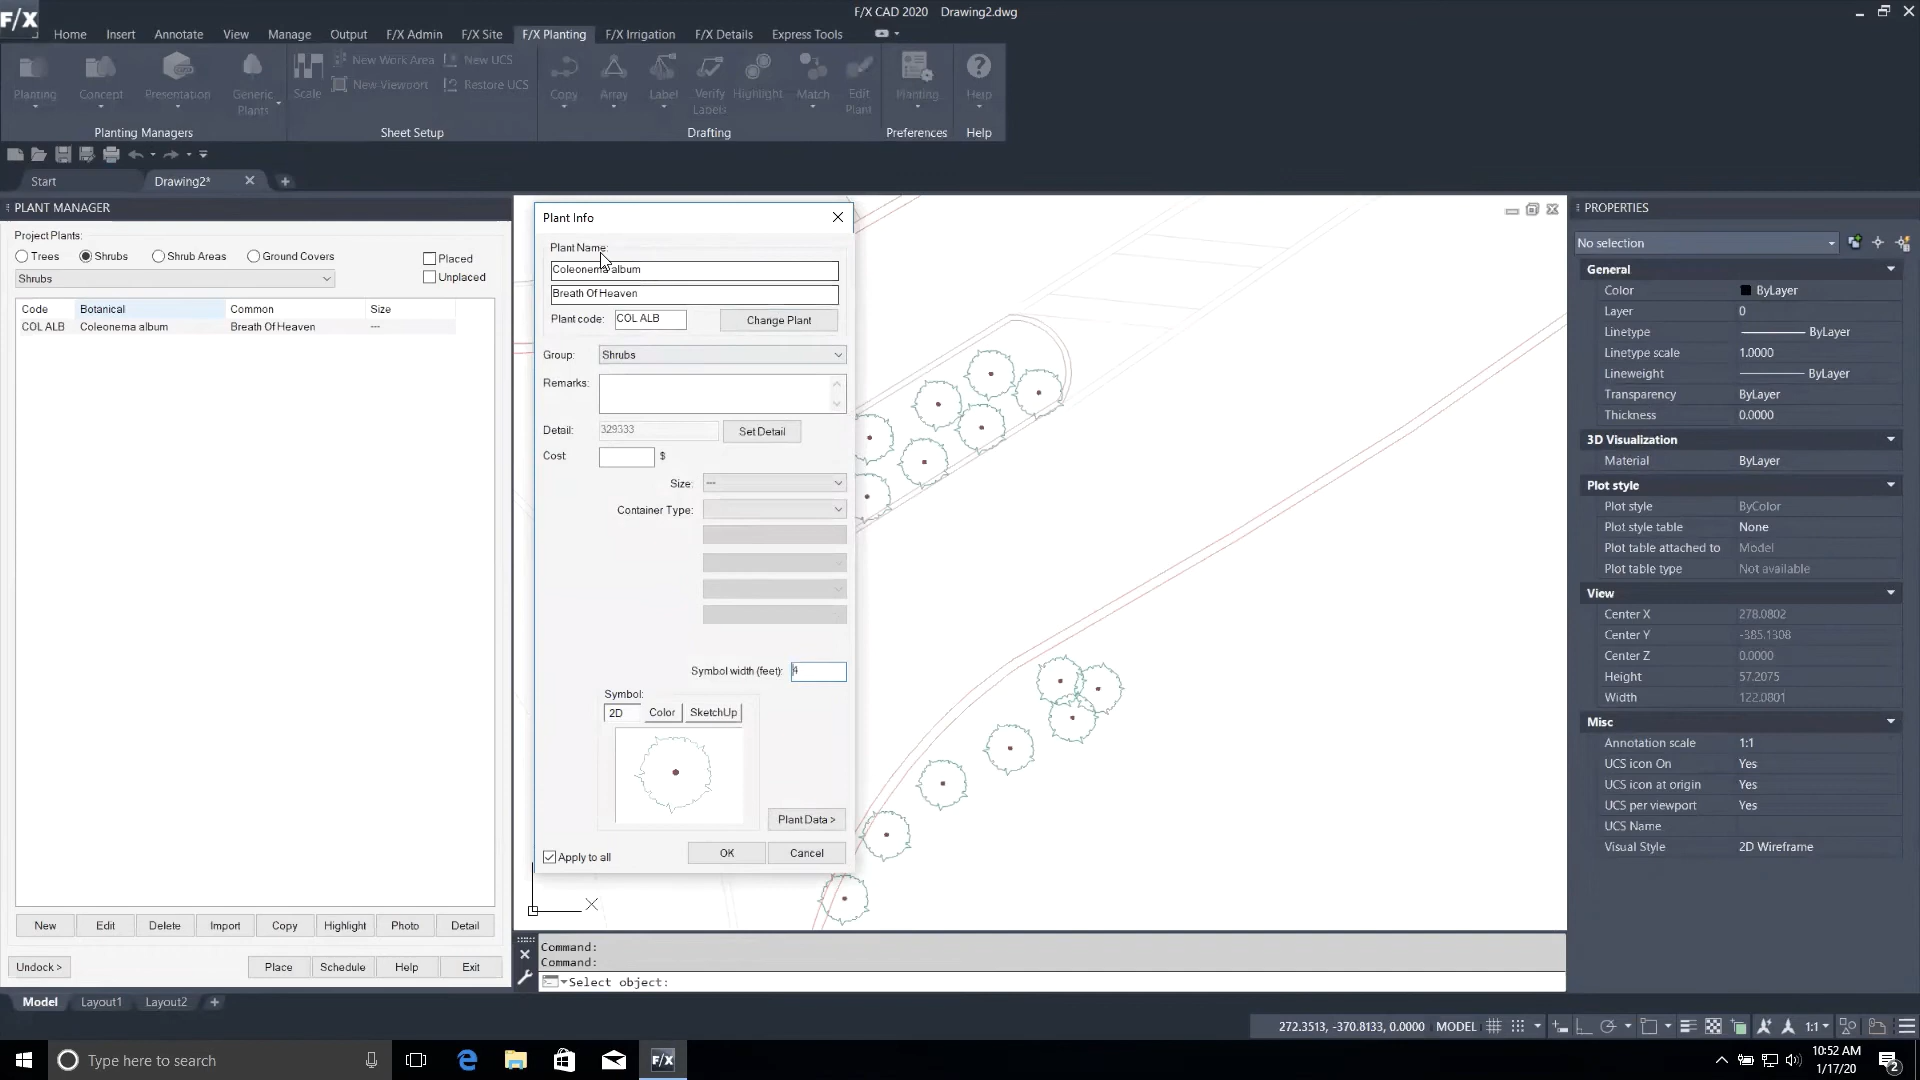 F/X
F/X CAD 2020 Drawing2.dwg
Home Insert Annotate View Manage Output F/X Admin F/X Site F/X Planting F/X Irrigation F/X Details Express Tools
Planting Concept Presentation Generic Plants Scale New Work Area New UCS Copy Array Label Verify Labels Highlight Match Edit Plant Planting Help
New Viewport Restore UCS
Planting Managers Sheet Setup Drafting Preferences Help
Start Drawing2* +
PLANT MANAGER
Project Plants:
Trees Shrubs Shrub Areas Ground Covers Placed
Shrubs Unplaced
Code Botanical Common Size
COL ALB Coleonema album Breath Of Heaven ---
New Edit Delete Import Copy Highlight Photo Detail
Undock > Place Schedule Help Exit
Plant Info
Plant Name:
Coleonema album
Breath Of Heaven
Plant code: COL ALB Change Plant
Group: Shrubs
Remarks:
Detail: 329333 Set Detail
Cost $
Size: ---
Container Type:
Symbol width (feet): 4
Symbol:
2D Color SketchUp
Plant Data >
Apply to all OK Cancel
X
Command:
Command:
Select object:
PROPERTIES
No selection
General
Color ByLayer
Layer 0
Linetype ByLayer
Linetype scale 1.0000
Lineweight ByLayer
Transparency ByLayer
Thickness 0.0000
3D Visualization
Material ByLayer
Plot style
Plot style ByColor
Plot style table None
Plot table attached to Model
Plot table type Not available
View
Center X 278.0802
Center Y -385.1308
Center Z 0.0000
Height 57.2075
Width 122.0801
Misc
Annotation scale 1:1
UCS icon On Yes
UCS icon at origin Yes
UCS per viewport Yes
UCS Name
Visual Style 2D Wireframe
Model Layout1 Layout2 +
272.3513, -370.8133, 0.0000 MODEL 1:1
Type here to search F/X 10:52 AM
1/17/20 2